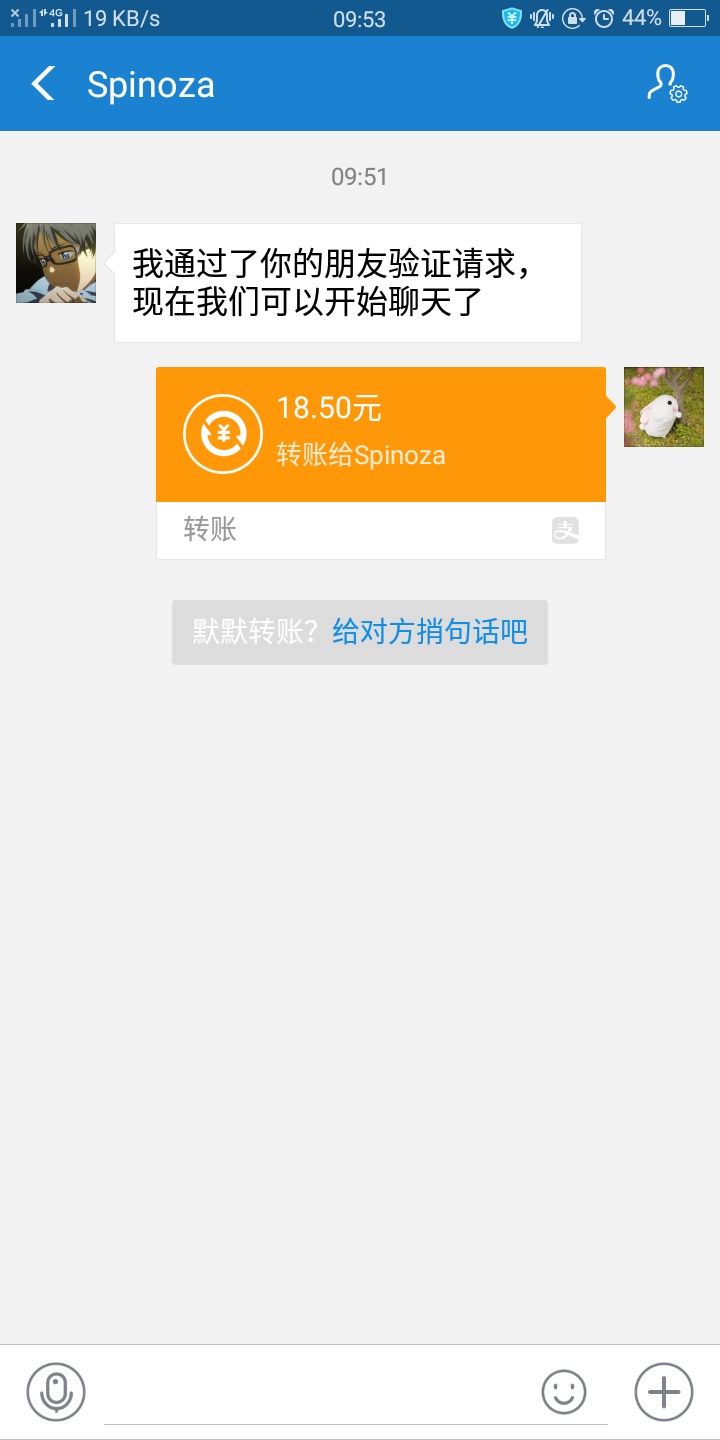 4G 19 KB/s 09:53 44%
Spinoza
09:51
我通过了你的朋友验证请求，
现在我们可以开始聊天了
18.50元
转账给Spinoza
转账
支
默默转账？给对方捎句话吧